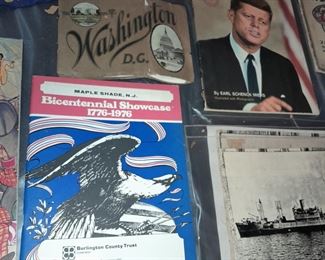 Washington
D.C.
By EARL SCHENCK MIERS
MAPLE SHADE, N.J.
Bicentennial Showcase
1776-1976
Burlington County Trust